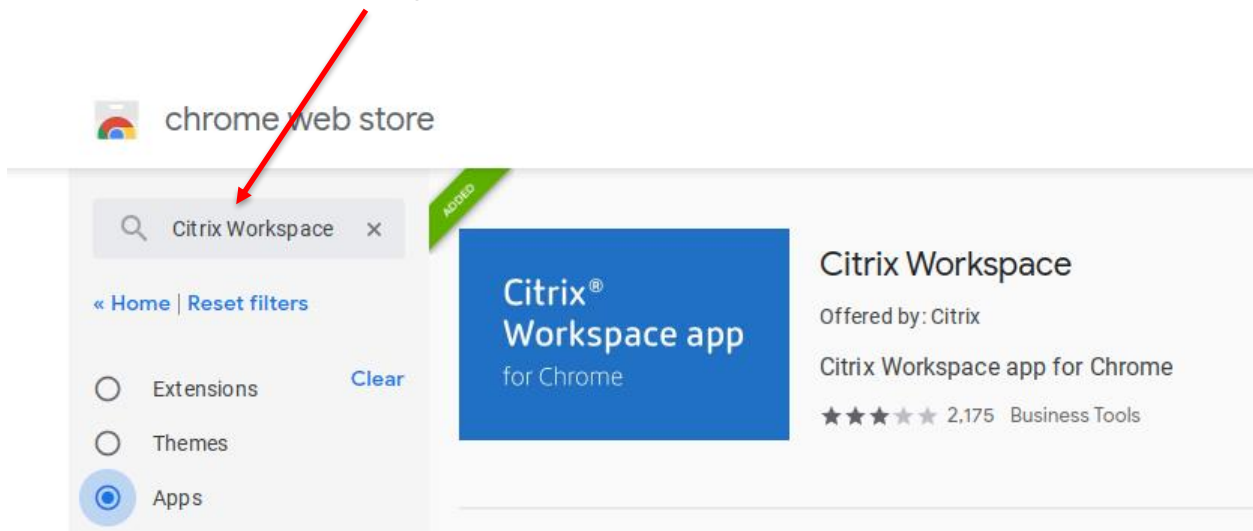 chrome web store
Citrix Workspace
« Home | Reset filters
Extensions
Clear
Themes
Apps
ADDED
Citrix®
Workspace app
for Chrome
Citrix Workspace
Offered by: Citrix
Citrix Workspace app for Chrome
2,175 Business Tools